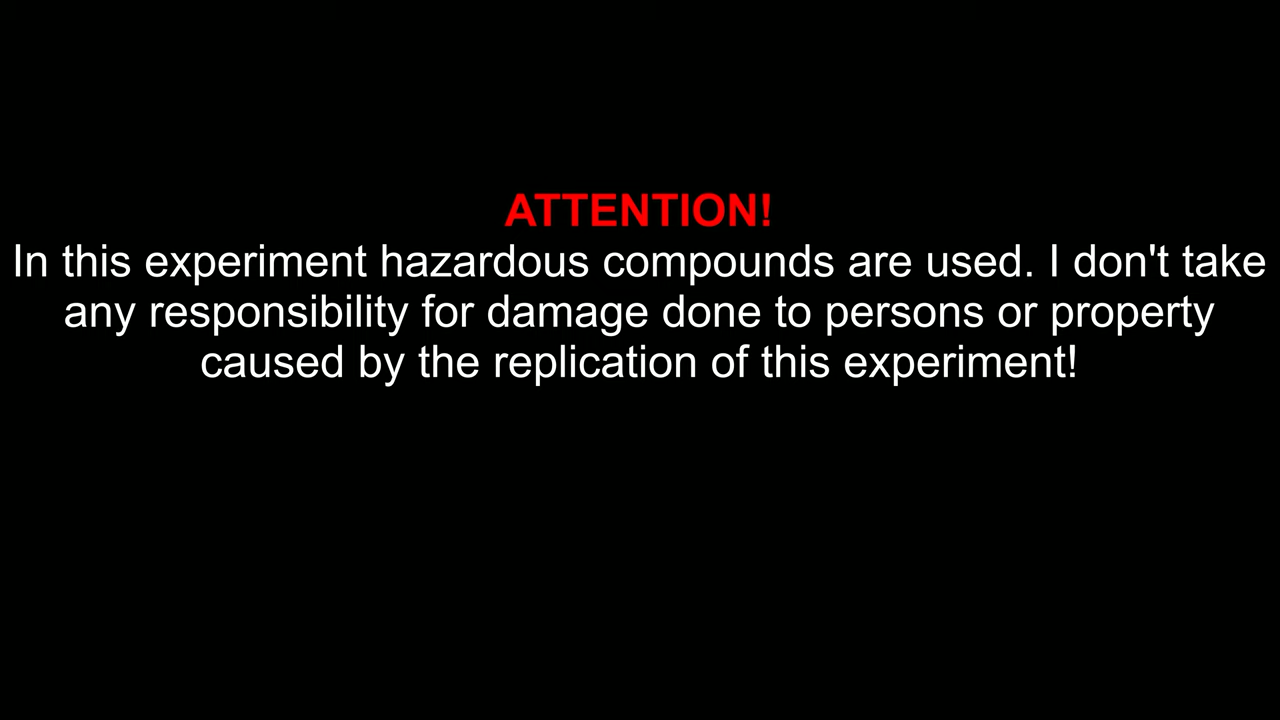 ATTENTION!
In this experiment hazardous compounds are used. I don't take
any responsibility for damage done to persons or property
caused by the replication of this experiment!